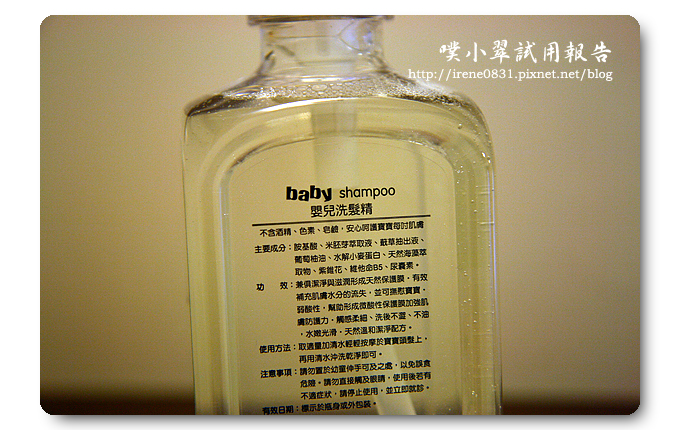 噗小翠試用報告
http://irene0831.pixnet.net/blog
baby shampoo
嬰兒洗髮精
不含酒精、色素、皂鹼，安心呵護寶寶每吋肌膚
主要成分：胺基酸、米胚芽萃取液、甐草抽出液、
葡萄柚油、水解小麥蛋白、天然海藻萃
取物、紫錐花、維他命B5、尿囊素。
功 效：兼俱潔淨與滋潤形成天然保護膜，有效
補充肌膚水分的流失，並可撫慰寶寶，
弱酸性，幫助形成微酸性保護膜加強肌
膚防護力，觸感柔細、洗後不澀、不油
，水嫩光滑，天然溫和潔淨配方。
使用方法：取適量加清水輕輕按摩於寶寶頭髮上，
再用清水沖洗乾淨即可。
注意事項：請勿置於幼童伸手可及之處，以免誤食
危險。請勿直接觸及眼睛，使用後若有
不適症狀，請停止使用，並立即就診。
有效日期：標示於瓶身或外包裝。